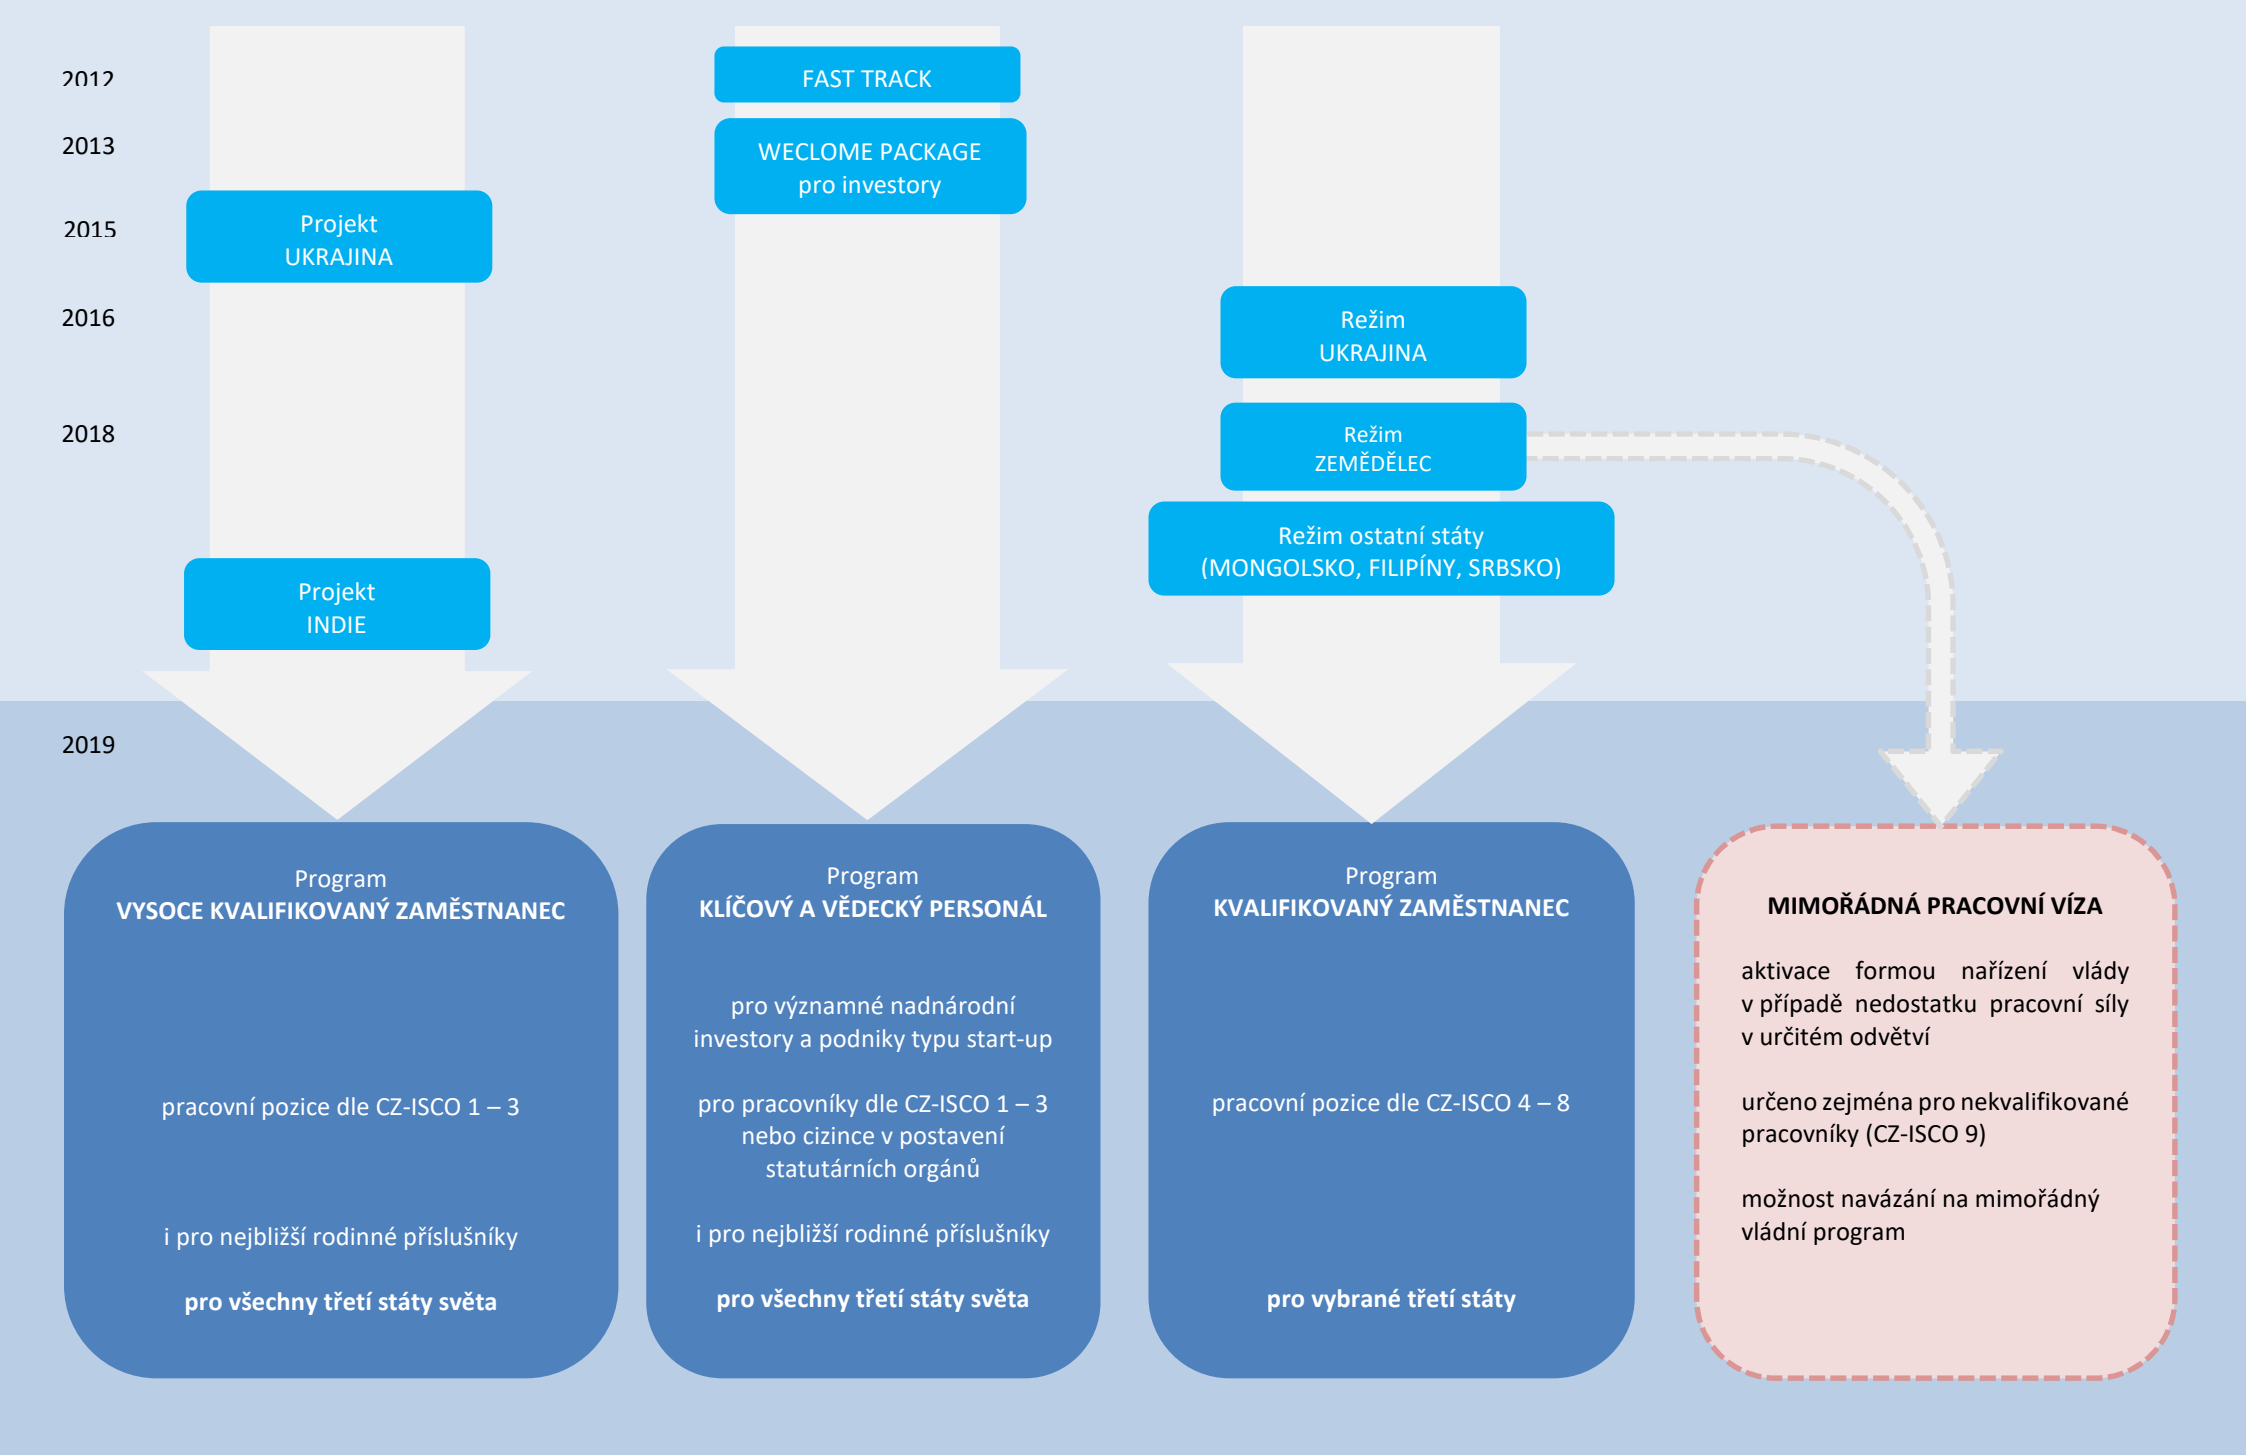 2012
FAST TRACK
2013
WECLOME PACKAGE
pro investory
2015
Projekt
UKRAJINA
2016
Režim
UKRAJINA
2018
Režim
ZEMĚDĚLEC
Režim ostatní státy
(MONGOLSKO, FILIPÍNY, SRBSKO)
Projekt
INDIE
2019
Program
VYSOCE KVALIFIKOVANÝ ZAMĚSTNANEC
pracovní pozice dle CZ-ISCO 1 – 3
i pro nejbližší rodinné příslušníky
pro všechny třetí státy světa
Program
KLÍČOVÝ A VĚDECKÝ PERSONÁL
pro významné nadnárodní
investory a podniky typu start-up
pro pracovníky dle CZ-ISCO 1 – 3
nebo cizince v postavení
statutárních orgánů
i pro nejbližší rodinné příslušníky
pro všechny třetí státy světa
Program
KVALIFIKOVANÝ ZAMĚSTNANEC
pracovní pozice dle CZ-ISCO 4 – 8
pro vybrané třetí státy
MIMOŘÁDNÁ PRACOVNÍ VÍZA
aktivace formou nařízení vlády
v případě nedostatku pracovní síly
v určitém odvětví
určeno zejména pro nekvalifikované
pracovníky (CZ-ISCO 9)
možnost navázání na mimořádný
vládní program